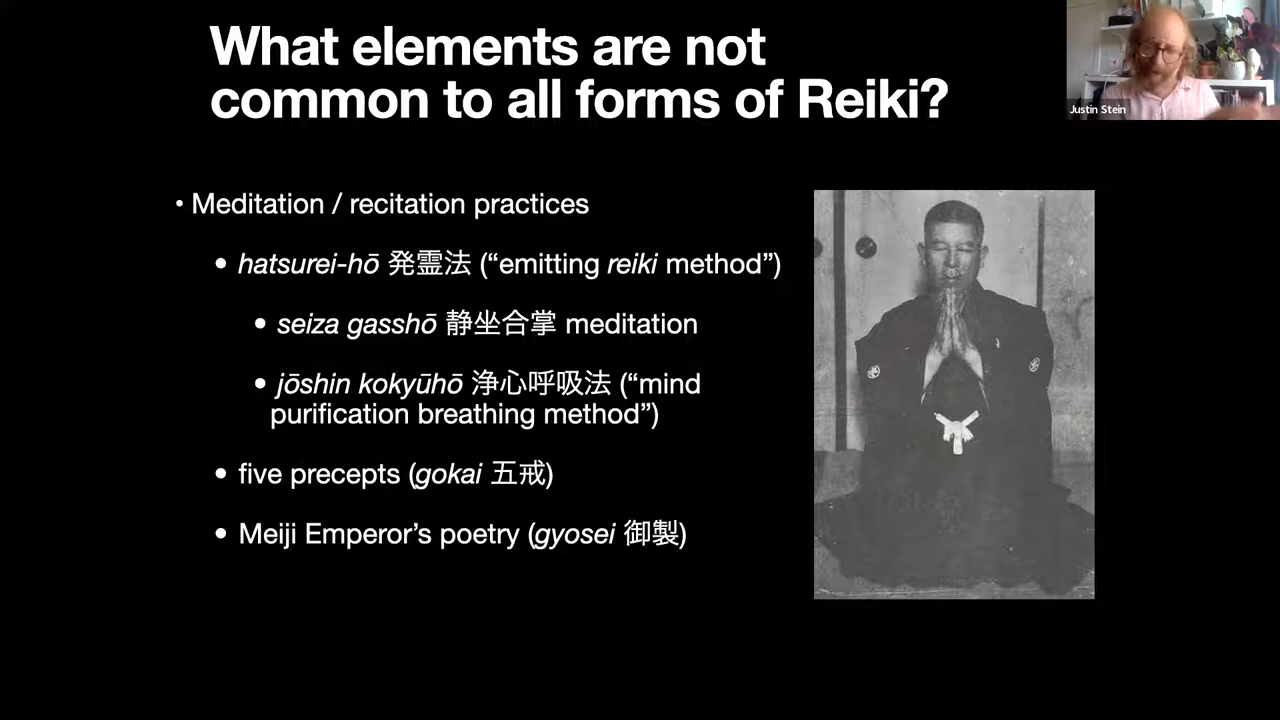 What elements are not
common to all forms of Reiki?
Justin Stein
• Meditation / recitation practices
• hatsurei-hō 発霊法 (“emitting reiki method”)
• seiza gasshō 静坐合掌 meditation
• jōshin kokyūhō 浄心呼吸法 (“mind
purification breathing method”)
• five precepts (gokai 五戒)
• Meiji Emperor’s poetry (gyosei 御製)